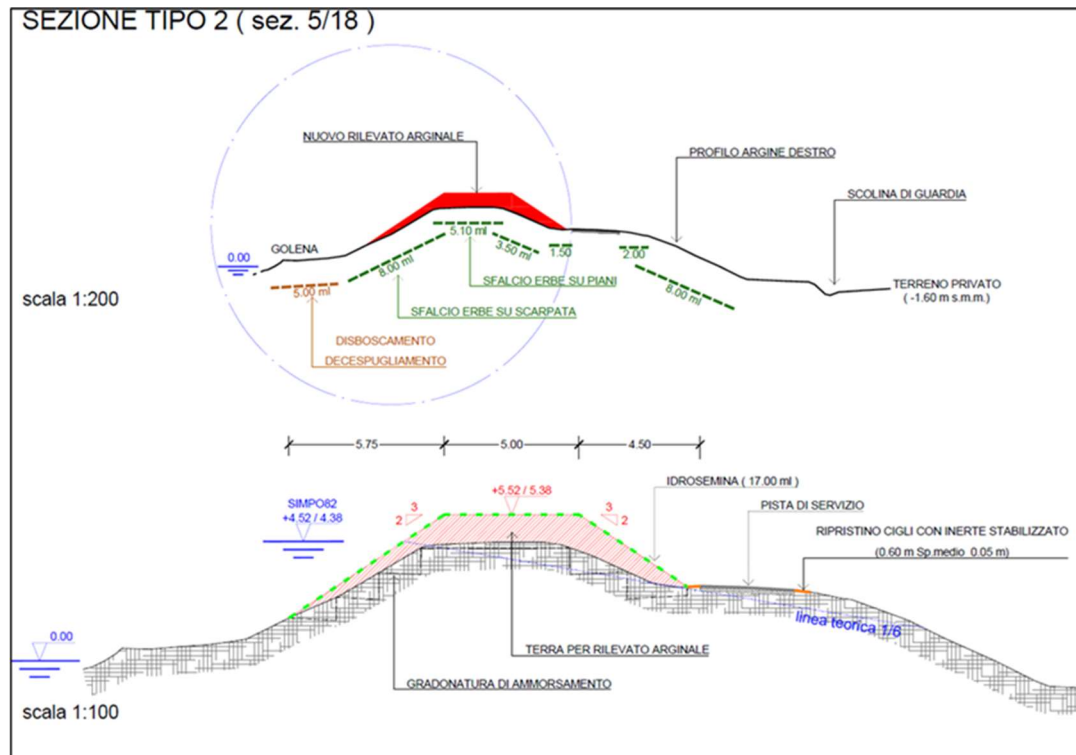 SEZIONE TIPO 2 ( sez. 5/18 )
NUOVO RILEVATO ARGINALE
PROFILO ARGINE DESTRO
SCOLINA DI GUARDIA
GOLENA
0.00
5.10 ml
3.50 ml
1.50
2.00
8.00 ml
8.00 ml
5.00 ml
SFALCIO ERBE SU PIANI
SFALCIO ERBE SU SCARPATA
TERRENO PRIVATO
( -1.60 m s.m.m.)
scala 1:200
DISBOSCAMENTO
DECESPUGLIAMENTO
5.75
5.00
4.50
IDROSEMINA ( 17.00 ml )
+5.52 / 5.38
SIMPO82
+4.52 / 4.38
3
2
3
2
PISTA DI SERVIZIO
RIPRISTINO CIGLI CON INERTE STABILIZZATO
(0.60 m Sp.medio 0.05 m)
linea teorica 1/6
0.00
TERRA PER RILEVATO ARGINALE
GRADONATURA DI AMMORSAMENTO
scala 1:100